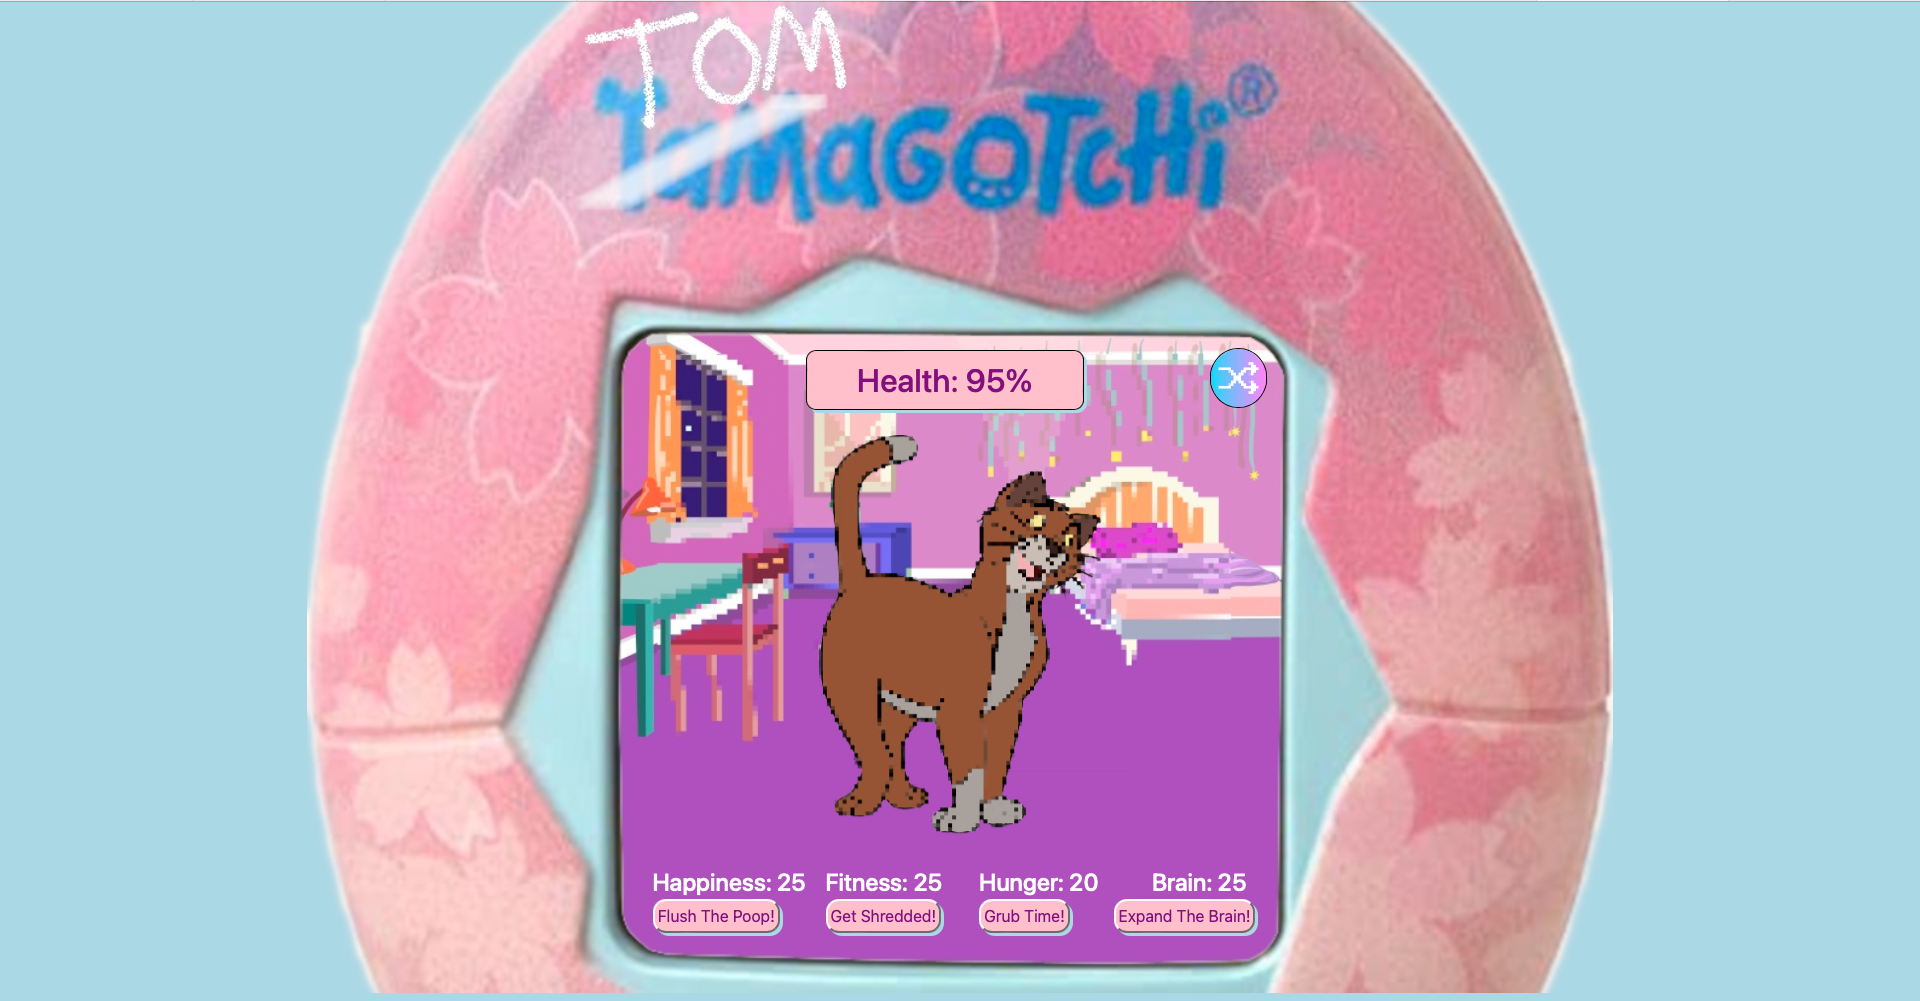 TOM
TaMaGOTcHi®
Health: 95%
Happiness: 25 Fitness: 25 Hunger: 20 Brain: 25
Flush The Poop! Get Shredded! Grub Time! Expand The Brain!